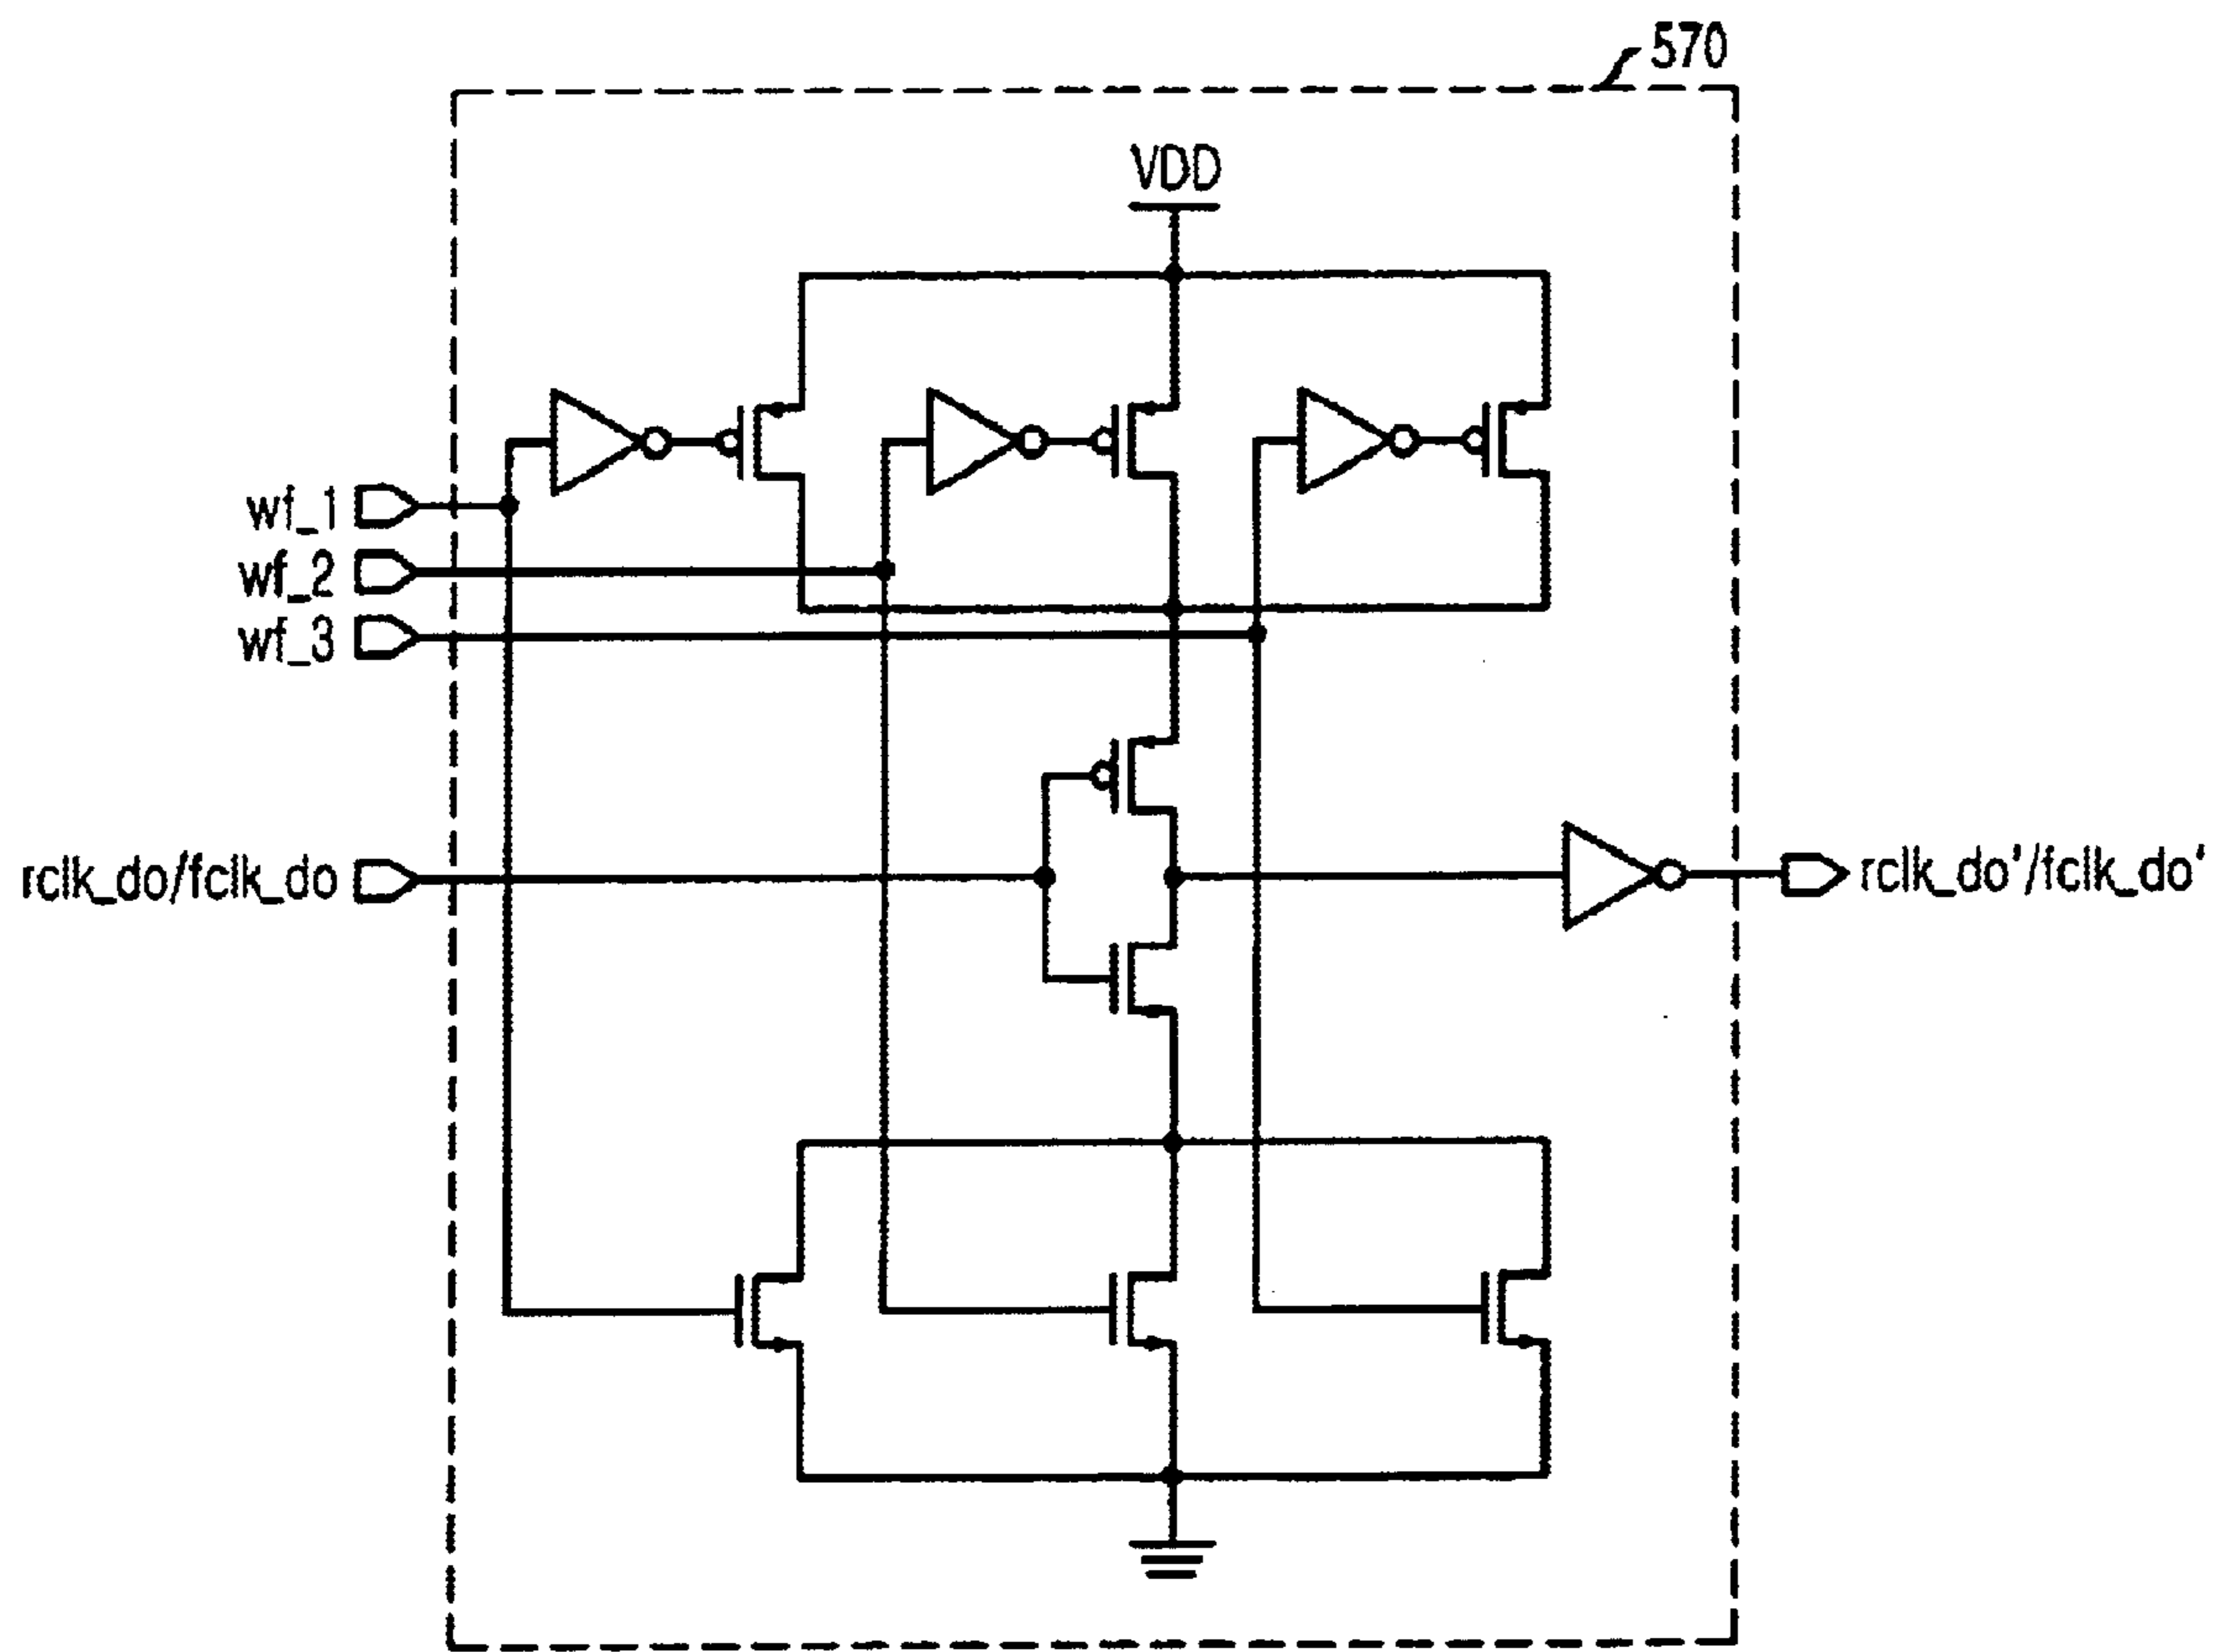 570
VDD
wf_1
wf_2
wf_3
rclk_do/fclk_do
rclk_do'/fclk_do'